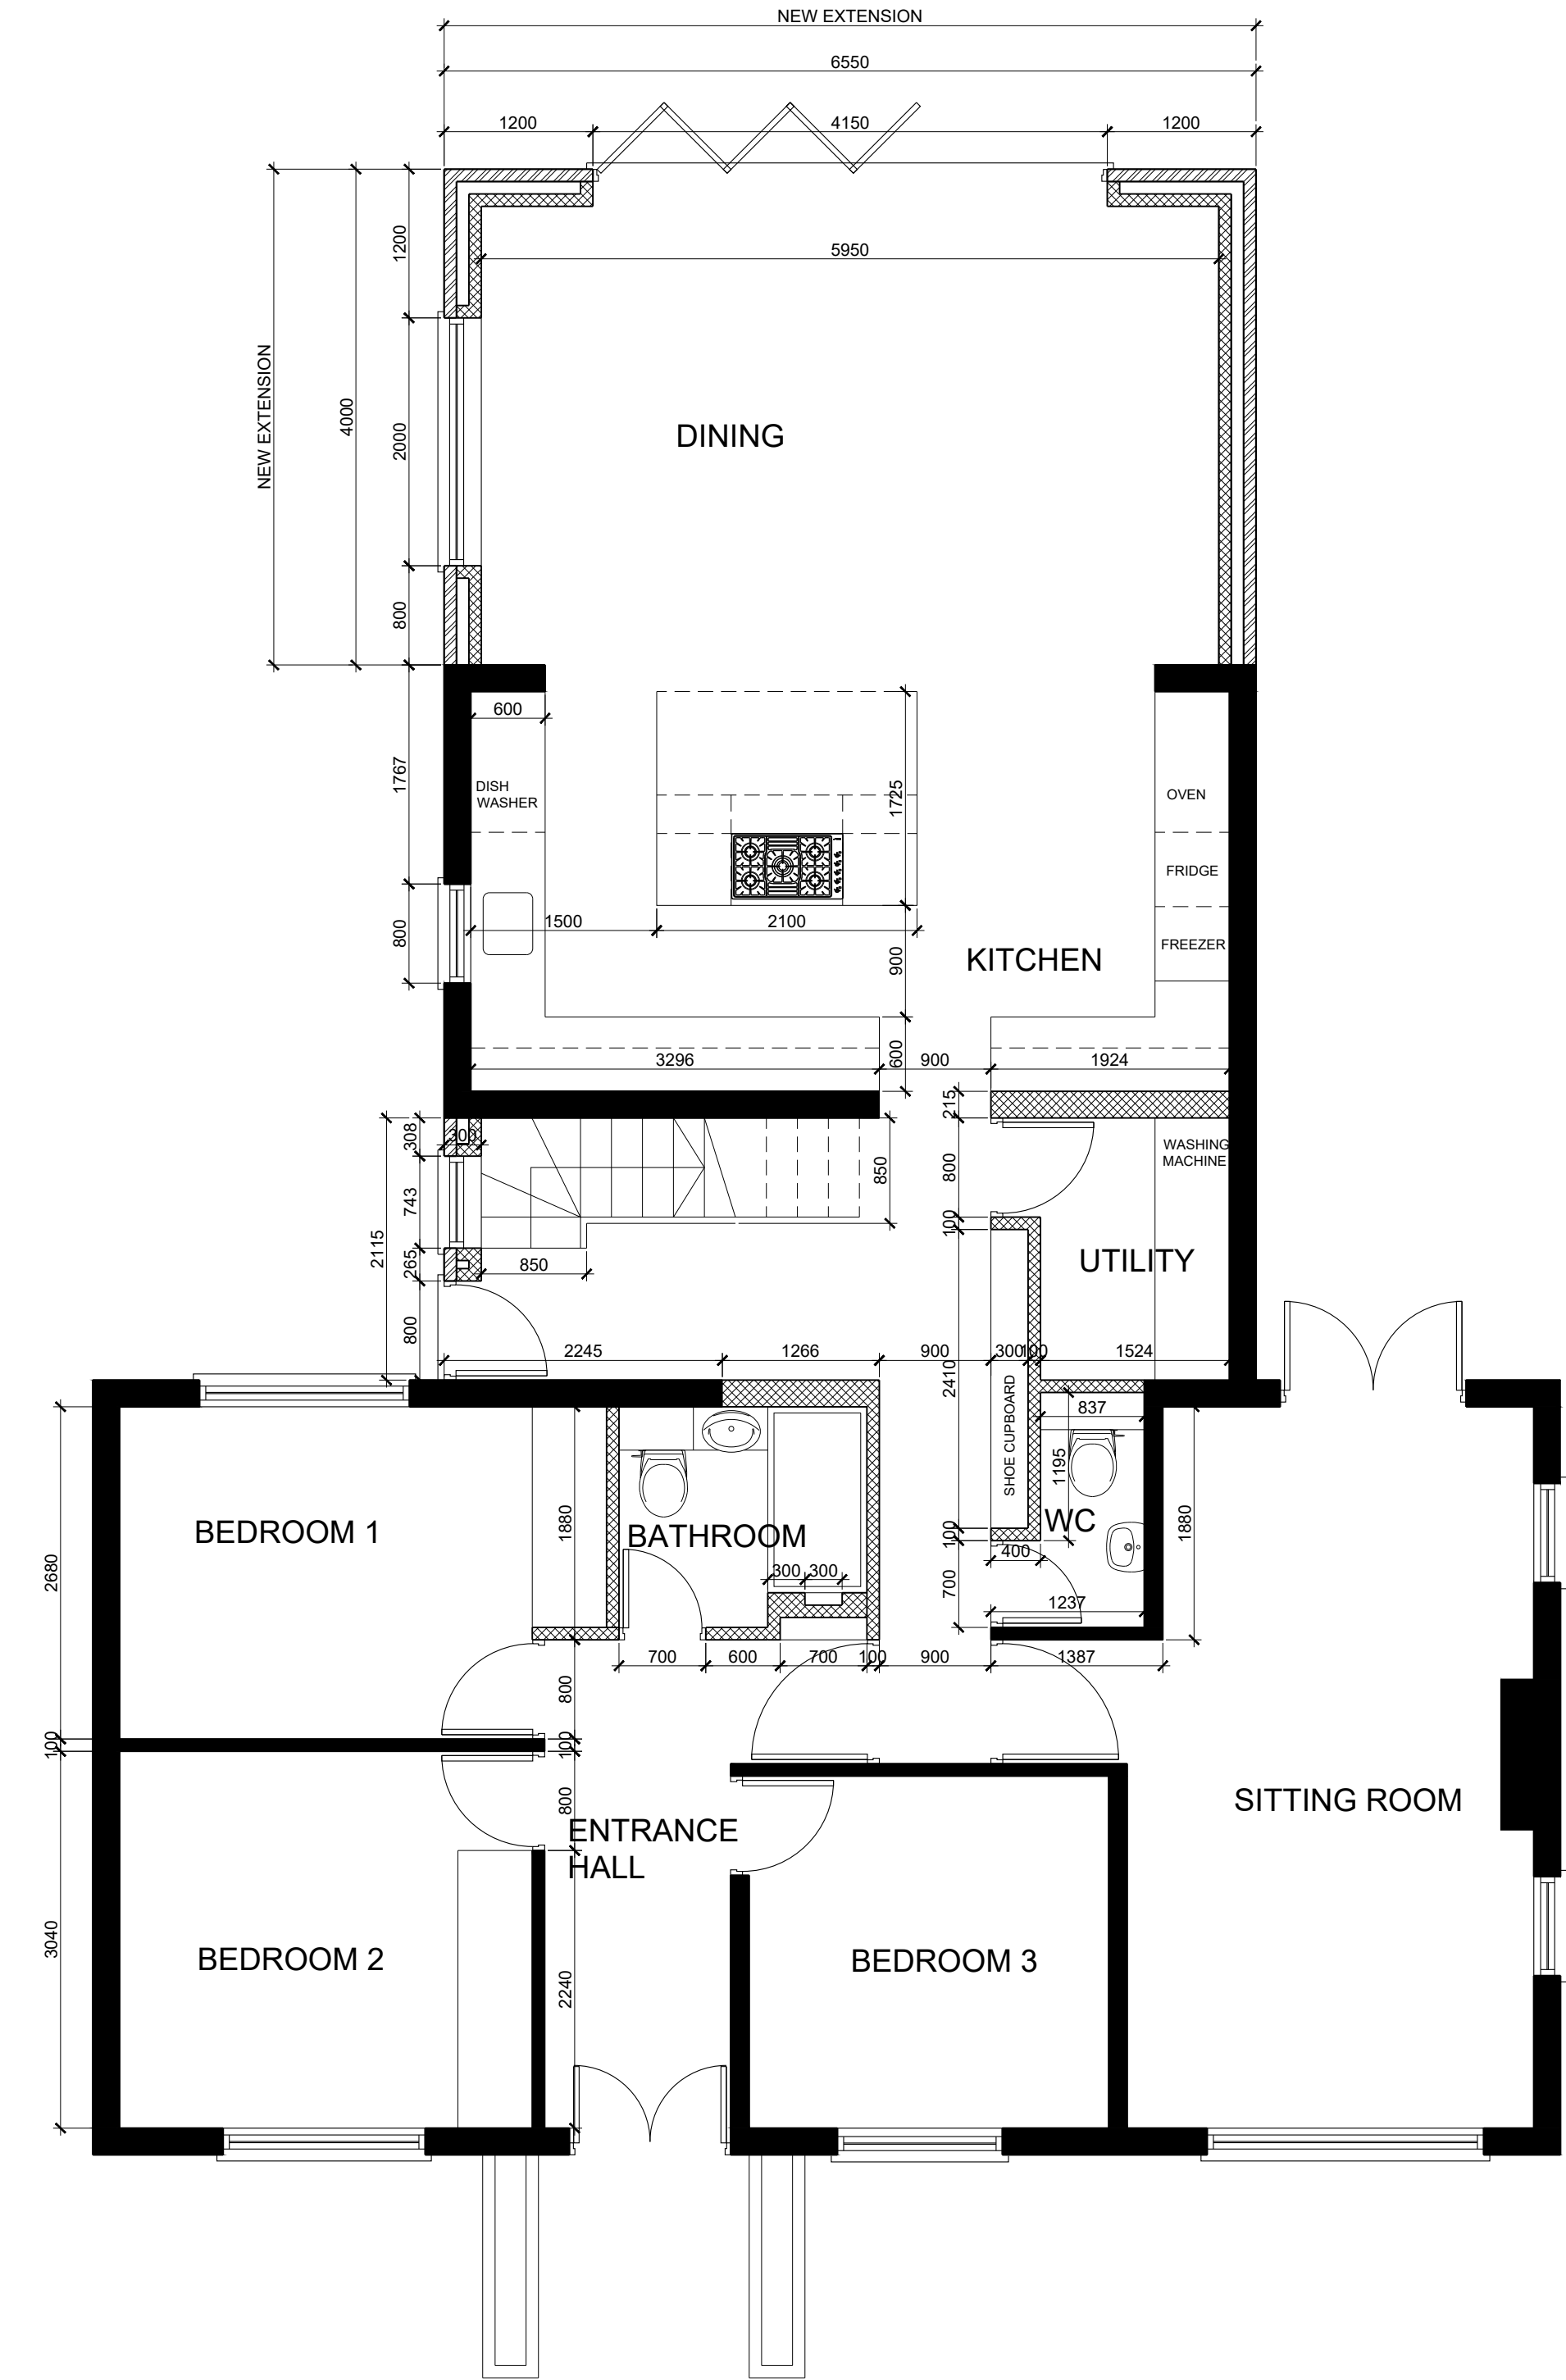 NEW EXTENSION
6550
1200
4150
1200
1200
5950
NEW EXTENSION
4000
2000
DINING
800
600
1767
DISH
WASHER
1725
OVEN
FRIDGE
800
1500
2100
900
KITCHEN
FREEZER
3296
600
900
1924
215
308
300
850
800
WASHING
MACHINE
743
2115
100
265
850
UTILITY
800
2245
1266
900
300
100
1524
2410
SHOE CUPBOARD
837
1195
BEDROOM 1
1880
BATHROOM
WC
1880
2680
100
400
300
300
700
1237
700
600
700
100
900
1387
800
100
100
800
ENTRANCE
HALL
SITTING ROOM
3040
BEDROOM 2
2240
BEDROOM 3